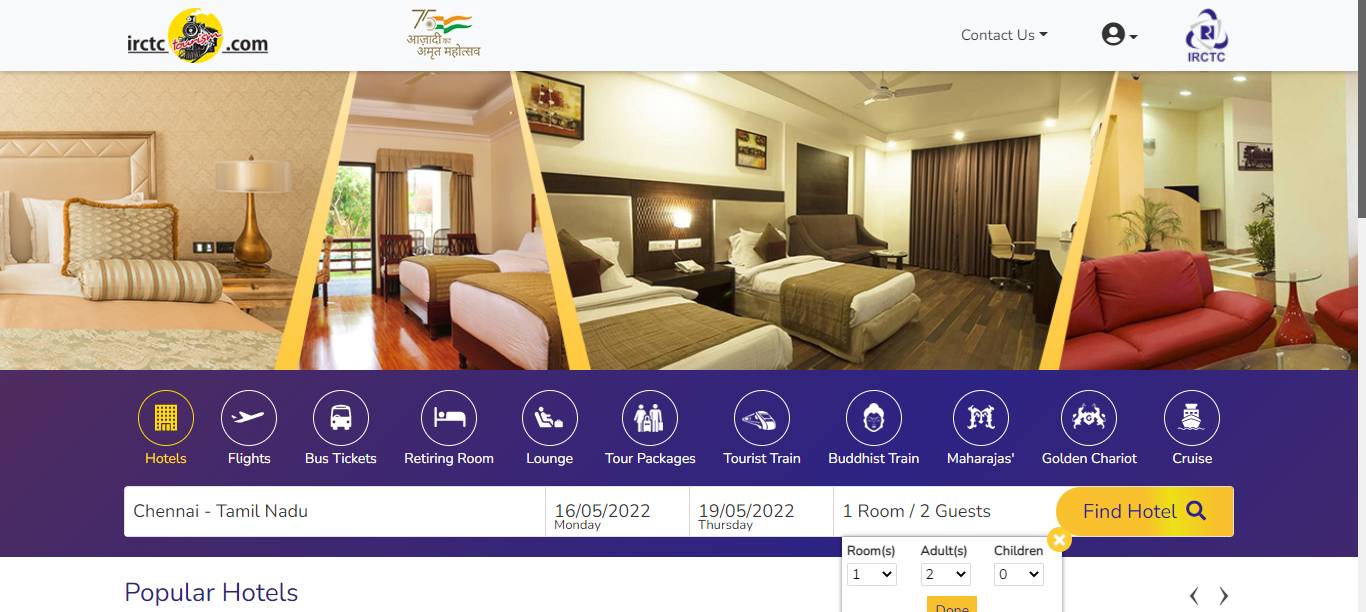 irctc tourism .com
75
आज़ादी का
अमृत महोत्सव
Contact Us
IRCTC
Hotels
Flights
Bus Tickets
Retiring Room
Lounge
Tour Packages
Tourist Train
Buddhist Train
Maharajas'
Golden Chariot
Cruise
Chennai - Tamil Nadu
16/05/2022
Monday
19/05/2022
Thursday
1 Room / 2 Guests
Find Hotel
Room(s)
Adult(s)
Children
1
2
0
Done
Popular Hotels